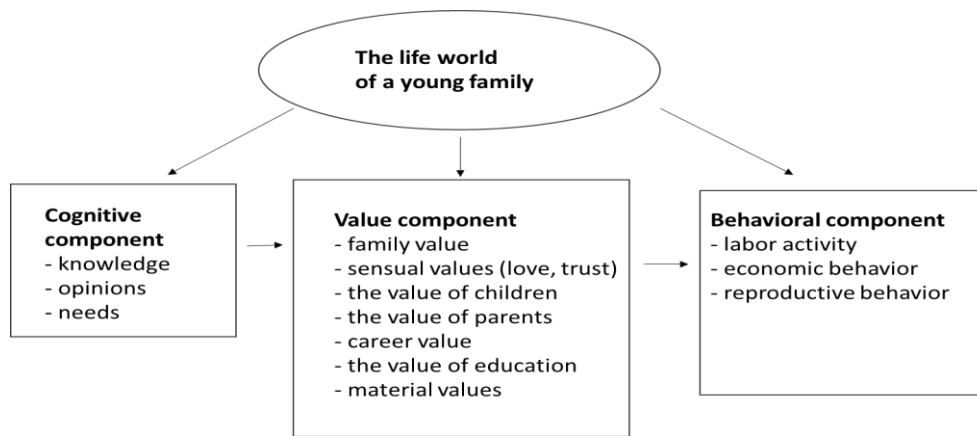 The life world
of a young family
Cognitive
component
- knowledge
- opinions
- needs
Value component
- family value
- sensual values (love, trust)
- the value of children
- the value of parents
- career value
- the value of education
- material values
Behavioral component
- labor activity
- economic behavior
- reproductive behavior